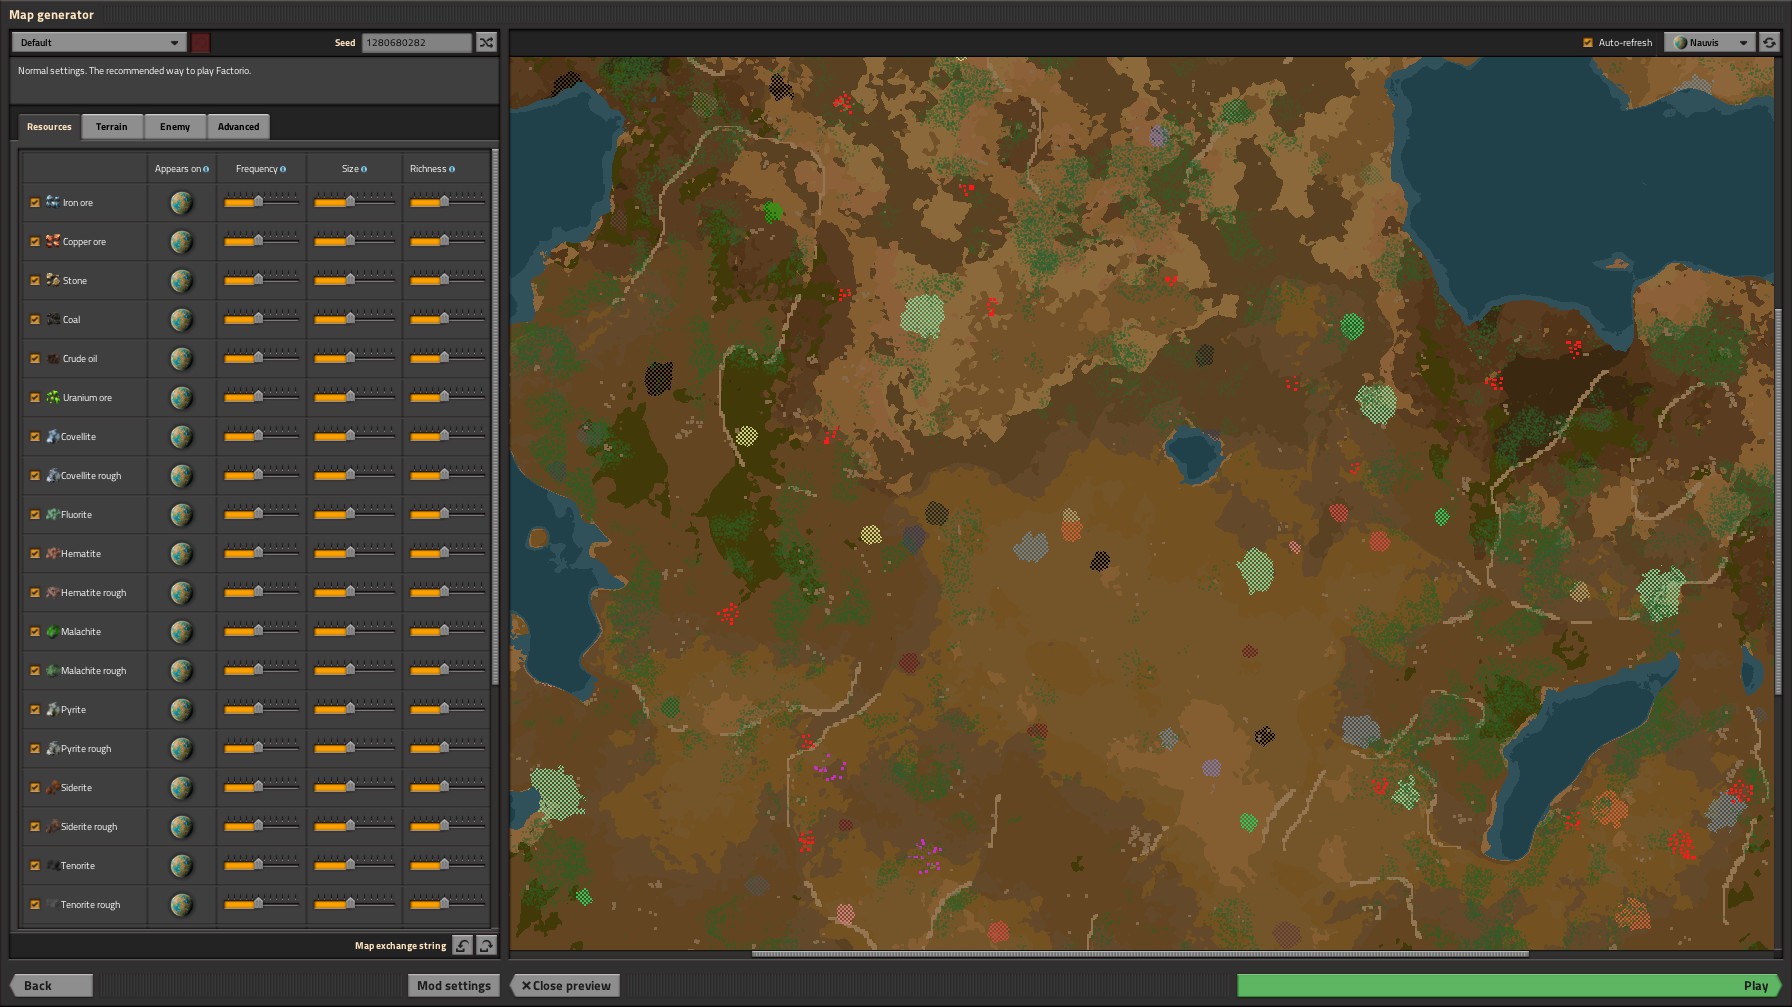 Map generator
Default
Seed
1280680282
Auto-refresh
Nauvis
Normal settings. The recommended way to play Factorio.
Resources
Terrain
Enemy
Advanced
Appears on
Frequency
Size
Richness
Iron ore
Copper ore
Stone
Coal
Crude oil
Uranium ore
Covellite
Covellite rough
Fluorite
Hematite
Hematite rough
Malachite
Malachite rough
Pyrite
Pyrite rough
Siderite
Siderite rough
Tenorite
Tenorite rough
Map exchange string
Back
Mod settings
Close preview
Play